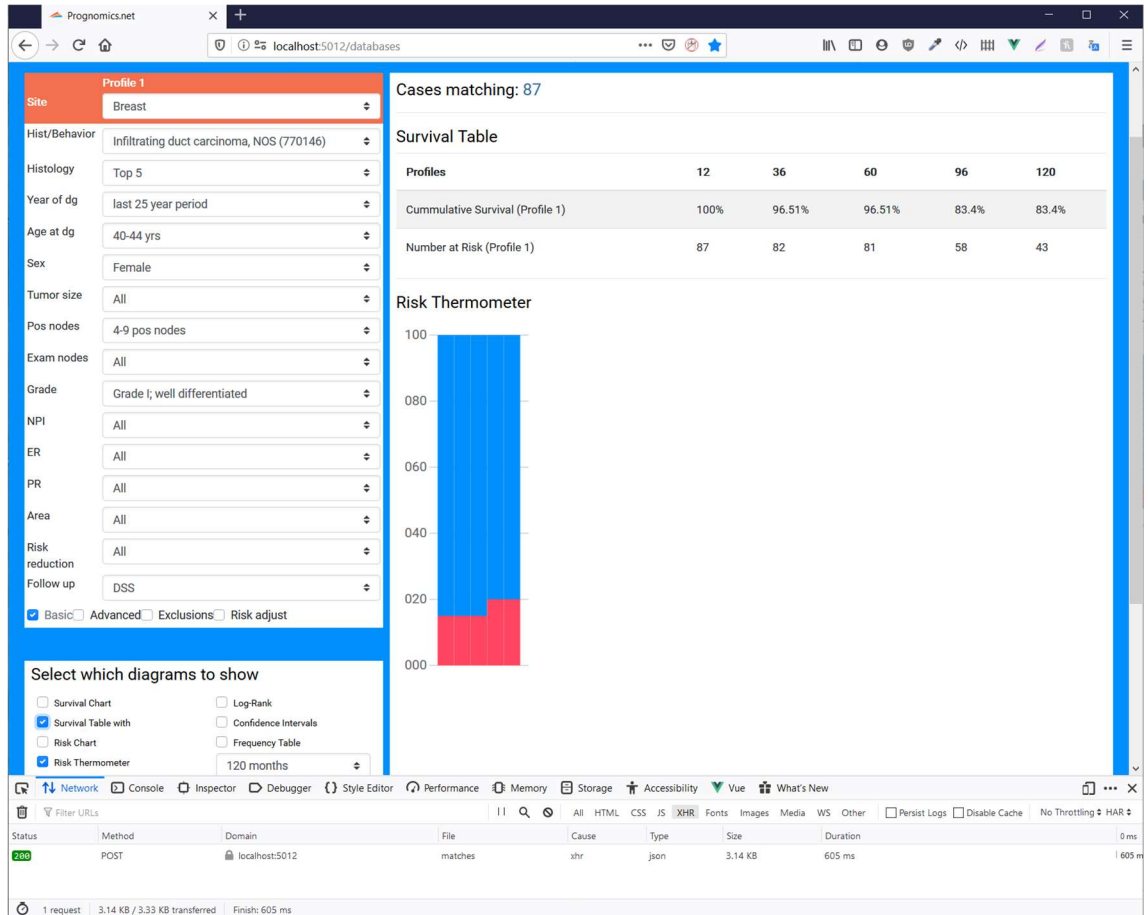 Prognomics.net
localhost:5012/databases
Profile 1
Site Breast
Hist/Behavior Infiltrating duct carcinoma, NOS (770146)
Histology Top 5
Year of dg last 25 year period
Age at dg 40-44 yrs
Sex Female
Tumor size All
Pos nodes 4-9 pos nodes
Exam nodes All
Grade Grade I; well differentiated
NPI All
ER All
PR All
Area All
Risk reduction All
Follow up DSS
Basic Advanced Exclusions Risk adjust
Select which diagrams to show
Survival Chart Log-Rank
Survival Table with Confidence Intervals
Risk Chart Frequency Table
Risk Thermometer 120 months
Cases matching: 87
Survival Table
Profiles 12 36 60 96 120
Cummulative Survival (Profile 1) 100% 96.51% 96.51% 83.4% 83.4%
Number at Risk (Profile 1) 87 82 81 58 43
Risk Thermometer
100
080
060
040
020
000
Network Console Inspector Debugger {} Style Editor Performance Memory Storage Accessibility Vue What's New
Filter URLs All HTML CSS JS XHR Fonts Images Media WS Other Persist Logs Disable Cache No Throttling HAR
Status Method Domain File Cause Type Size Duration 0 ms
200 POST localhost:5012 matches xhr json 3.14 KB 605 ms 605 m
1 request 3.14 KB / 3.33 KB transferred Finish: 605 ms